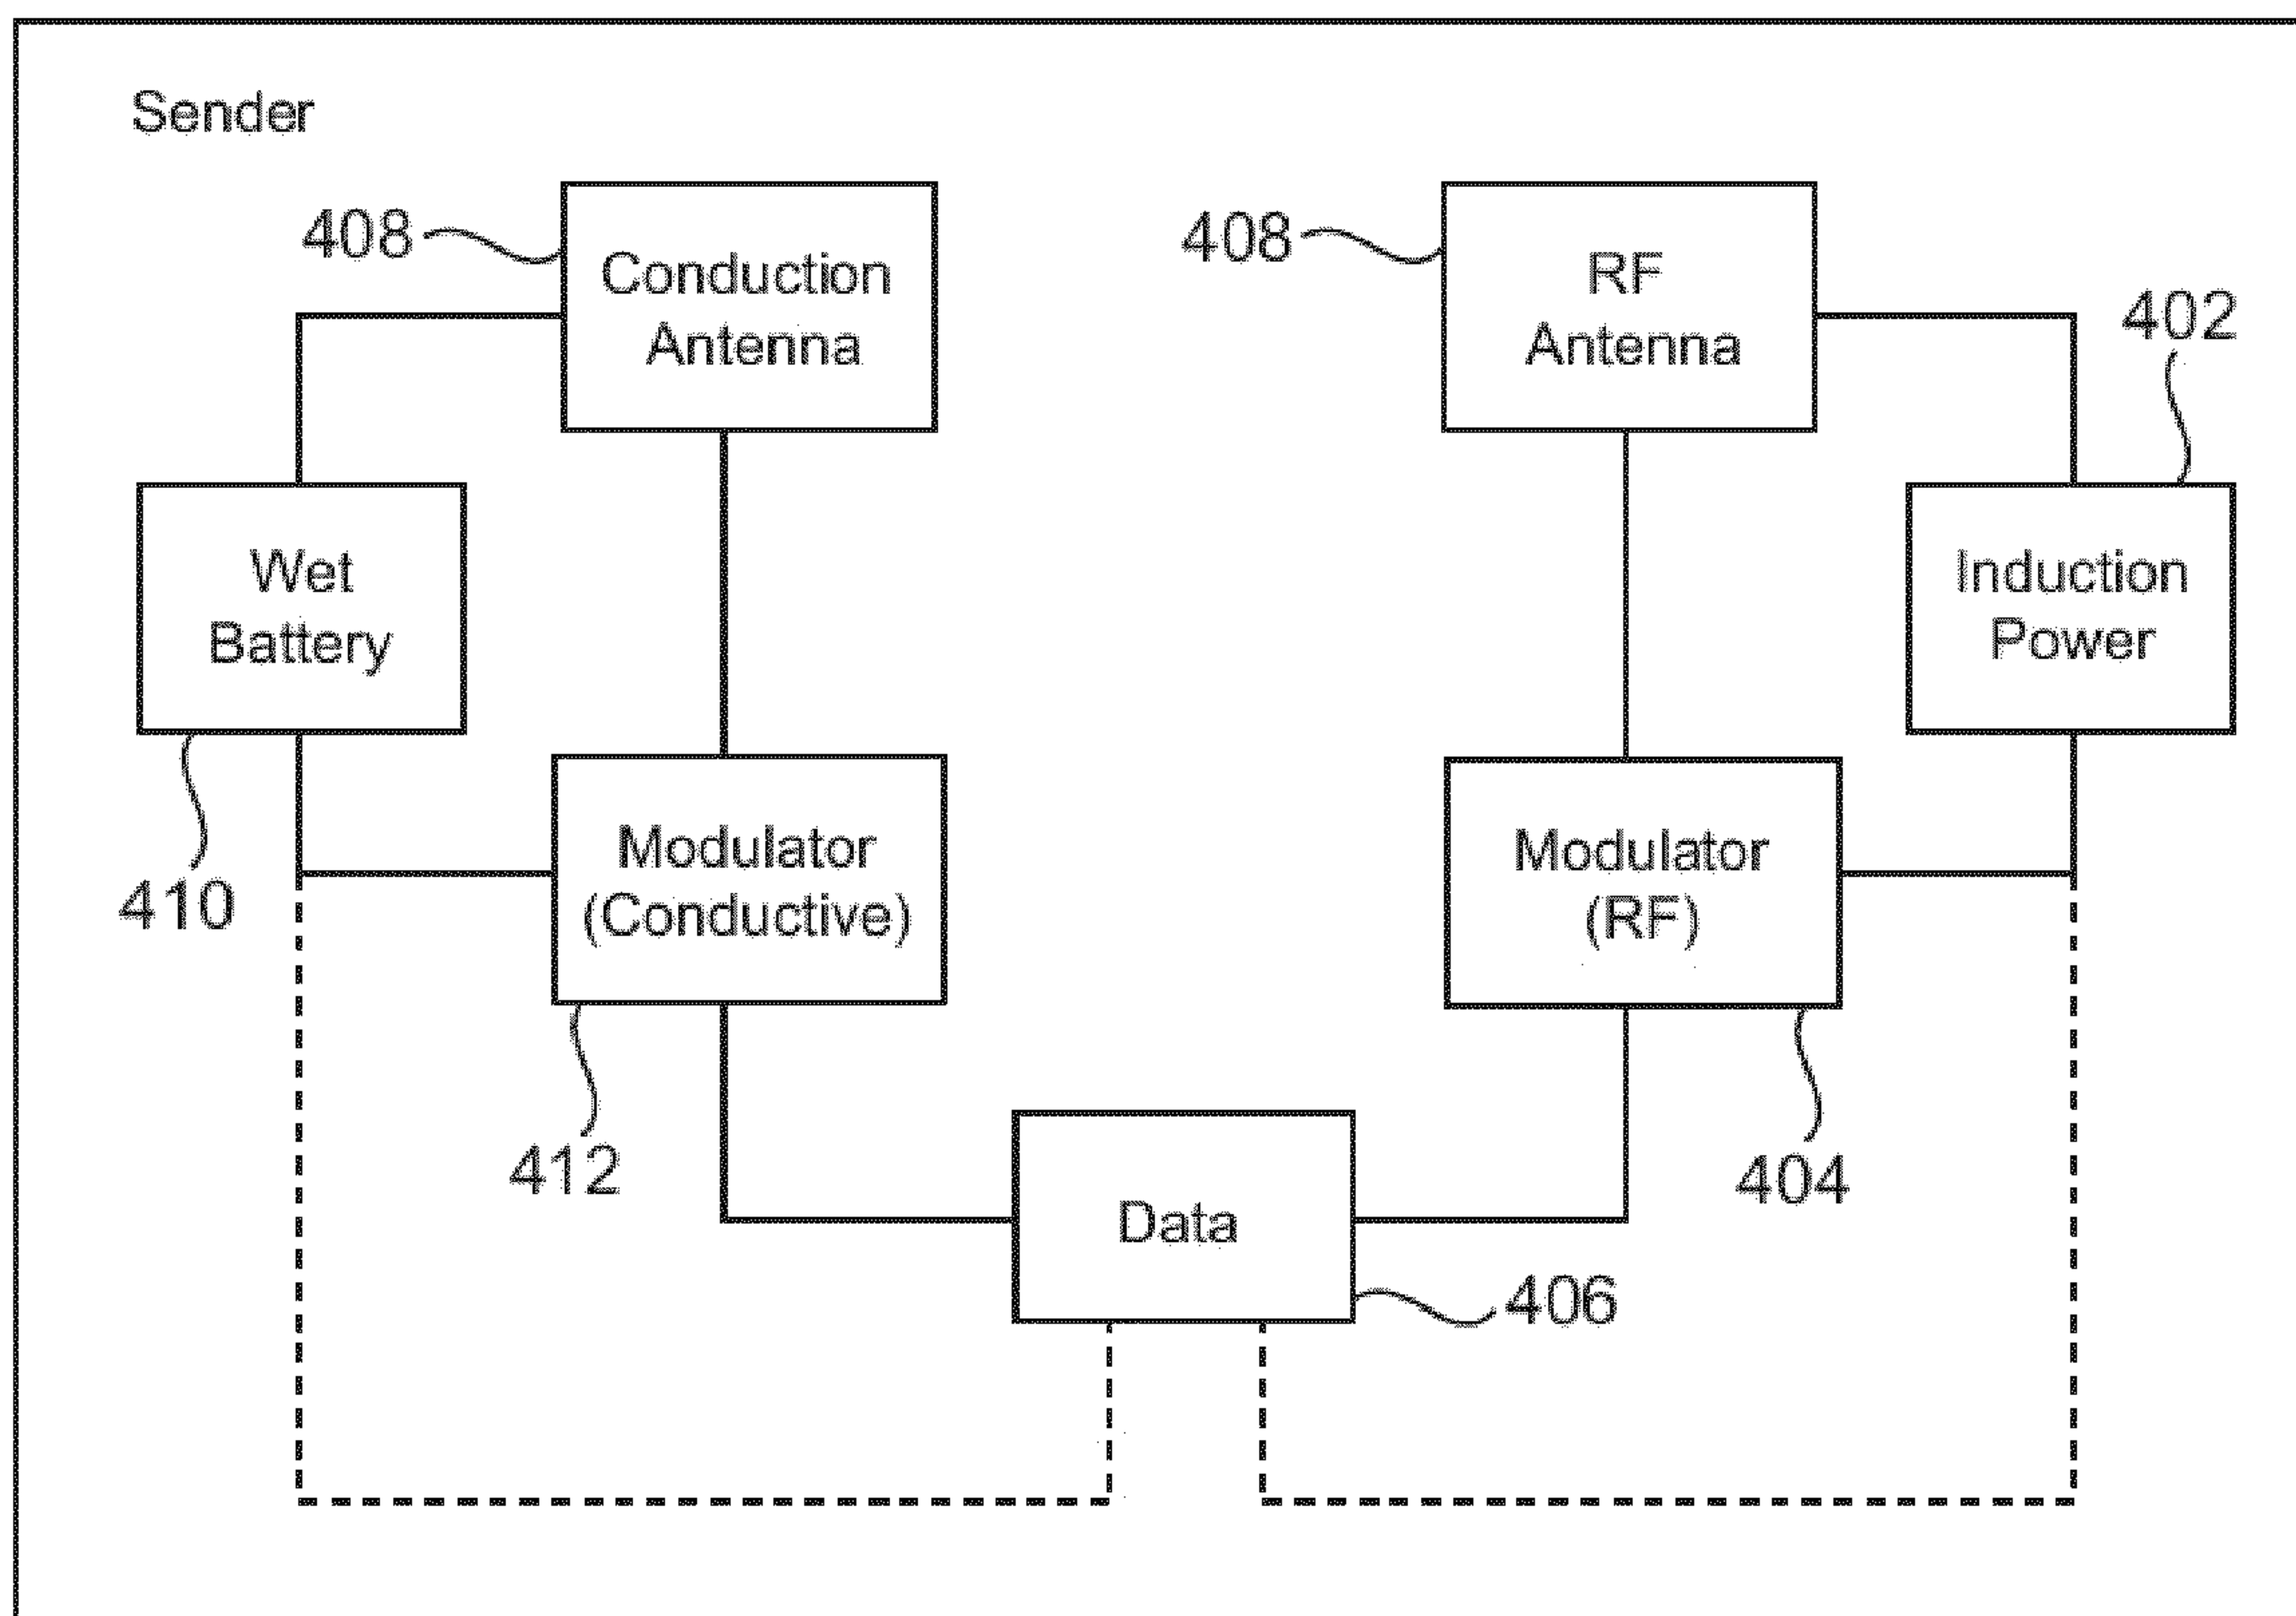 Sender
408
Conduction
Antenna
408
RF
Antenna
402
Wet
Battery
Induction
Power
410
Modulator
(Conductive)
Modulator
(RF)
412
404
Data
406